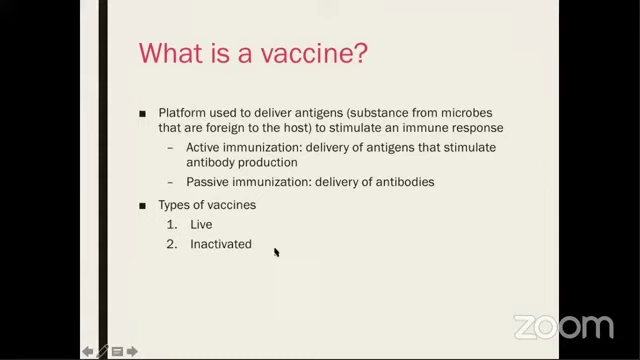 What is a vaccine?
■ Platform used to deliver antigens (substance from microbes
that are foreign to the host) to stimulate an immune response
– Active immunization: delivery of antigens that stimulate
antibody production
– Passive immunization: delivery of antibodies
■ Types of vaccines
1. Live
2. Inactivated
zoom